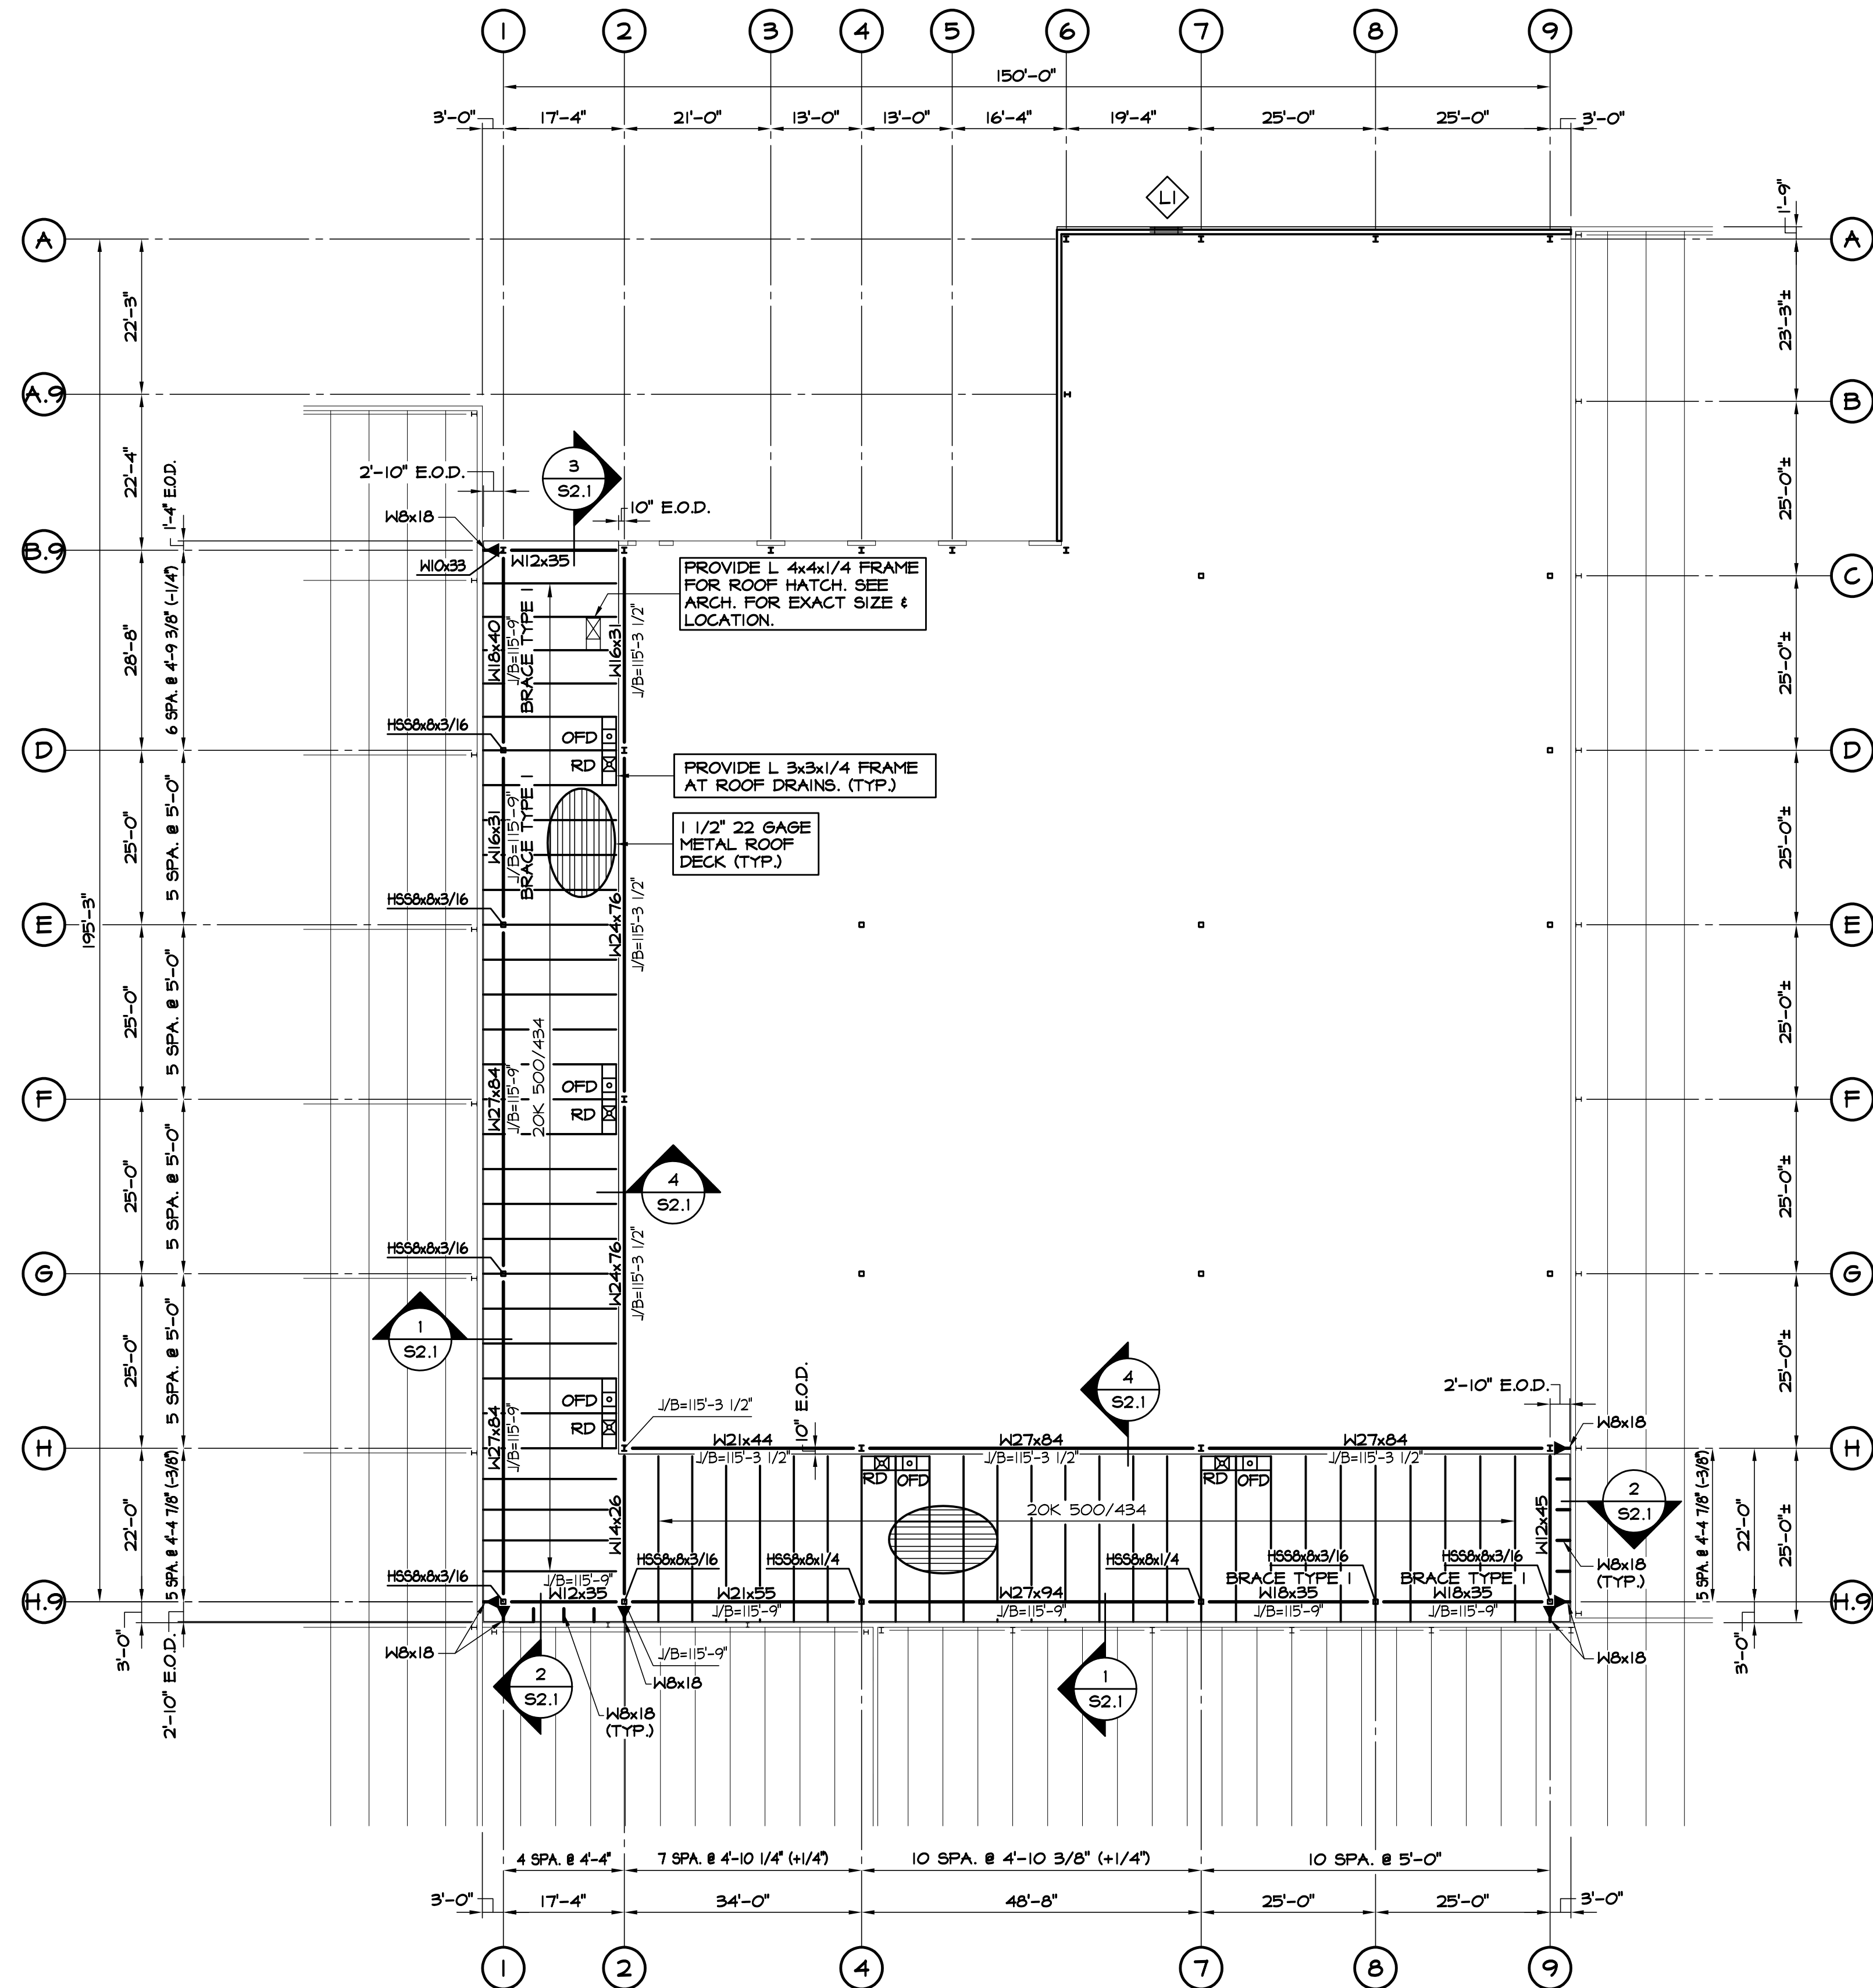 1 2 3 4 5 6 7 8 9
150'-0"
3'-0" 17'-4" 21'-0" 13'-0" 13'-0" 16'-4" 19'-4" 25'-0" 25'-0" 3'-0"
L1
1'-9"
A A
22'-3"
23'-3"±
A.9 B
22'-4"
1'-4" E.O.D.
2'-10" E.O.D.
3
S2.1
10" E.O.D.
25'-0"±
W8x18
B.9
W10x33
W12x35
C
PROVIDE L 4x4x1/4 FRAME
FOR ROOF HATCH. SEE
ARCH. FOR EXACT SIZE &
LOCATION.
28'-8"
6 SPA. @ 4'-9 3/8" (-1/4")
W18x40
J/B=115'-9"
BRACE TYPE 1
W16x31
J/B=115'-3 1/2"
25'-0"±
HSS8x8x3/16
OFD
RD
D D
PROVIDE L 3x3x1/4 FRAME
AT ROOF DRAINS. (TYP.)
1 1/2" 22 GAGE
METAL ROOF
DECK (TYP.)
25'-0"
5 SPA. @ 5'-0"
W16x31
J/B=115'-9"
BRACE TYPE 1
25'-0"±
HSS8x8x3/16
W24x76
J/B=115'-3 1/2"
E E
195'-3"
25'-0"
5 SPA. @ 5'-0"
20K 500/434
25'-0"±
W27x84
J/B=115'-9"
OFD
RD
F F
25'-0"
5 SPA. @ 5'-0"
4
S2.1
25'-0"±
HSS8x8x3/16
W24x76
J/B=115'-3 1/2"
G G
1
S2.1
25'-0"
5 SPA. @ 5'-0"
25'-0"±
4
S2.1
10" E.O.D.
2'-10" E.O.D.
W27x84
J/B=115'-9"
OFD
RD
J/B=115'-3 1/2"
W8x18
H H
W21x44 W27x84 W27x84
J/B=115'-3 1/2" J/B=115'-3 1/2" J/B=115'-3 1/2"
RD OFD RD OFD
22'-0"
5 SPA. @ 4'-4 7/8" (-3/8")
20K 500/434
W14x26
W12x45
2
S2.1
5 SPA. @ 4'-4 7/8" (-3/8")
22'-0"
25'-0"±
HSS8x8x3/16 HSS8x8x3/16 HSS8x8x1/4 HSS8x8x1/4 HSS8x8x3/16 HSS8x8x3/16
W8x18
(TYP.)
J/B=115'-9"
BRACE TYPE 1 BRACE TYPE 1
H.9 H.9
W12x35 W21x55 W27x94 W18x35 W18x35
J/B=115'-9" J/B=115'-9" J/B=115'-9" J/B=115'-9"
3'-0"
2'-10" E.O.D.
W8x18
2
S2.1
J/B=115'-9"
W8x18
W8x18
(TYP.)
1
S2.1
W8x18
3'-0"
4 SPA. @ 4'-4" 7 SPA. @ 4'-10 1/4" (+1/4") 10 SPA. @ 4'-10 3/8" (+1/4") 10 SPA. @ 5'-0"
3'-0" 17'-4" 34'-0" 48'-8" 25'-0" 25'-0" 3'-0"
1 2 4 7 8 9